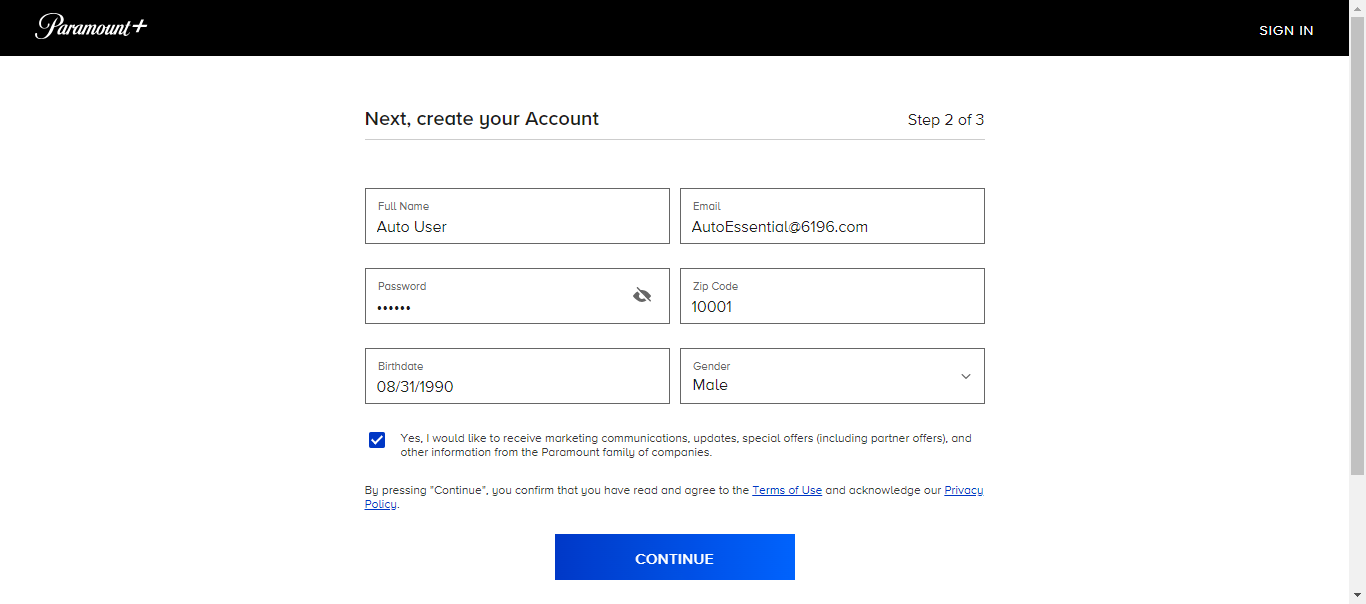 Paramount+
SIGN IN
Next, create your Account
Step 2 of 3
Full Name
Auto User
Email
AutoEssential@6196.com
Password
••••••
Zip Code
10001
Birthdate
08/31/1990
Gender
Male
Yes, I would like to receive marketing communications, updates, special offers (including partner offers), and
other information from the Paramount family of companies.
By pressing "Continue", you confirm that you have read and agree to the Terms of Use and acknowledge our Privacy
Policy.
CONTINUE